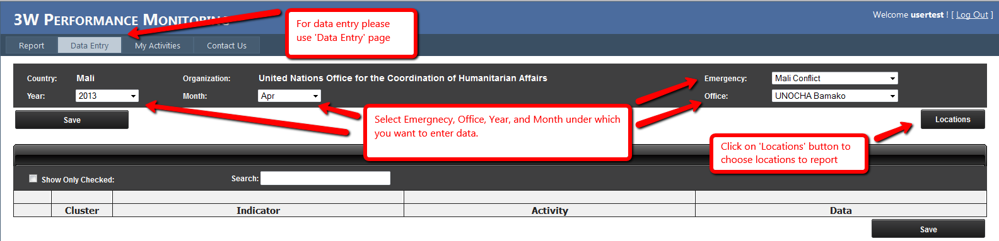 3W Performance Monitoring
Welcome usertest ! [ Log Out ]
For data entry please
use 'Data Entry' page
Report Data Entry My Activities Contact Us
Country: Mali Organization: United Nations Office for the Coordination of Humanitarian Affairs Emergency: Mali Conflict
Year: 2013 Month: Apr Office: UNOCHA Bamako
Save
Select Emergnecy, Office, Year, and Month under which
you want to enter data.
Locations
Click on 'Locations' button to
choose locations to report
Show Only Checked: Search:
Cluster Indicator Activity Data
Save